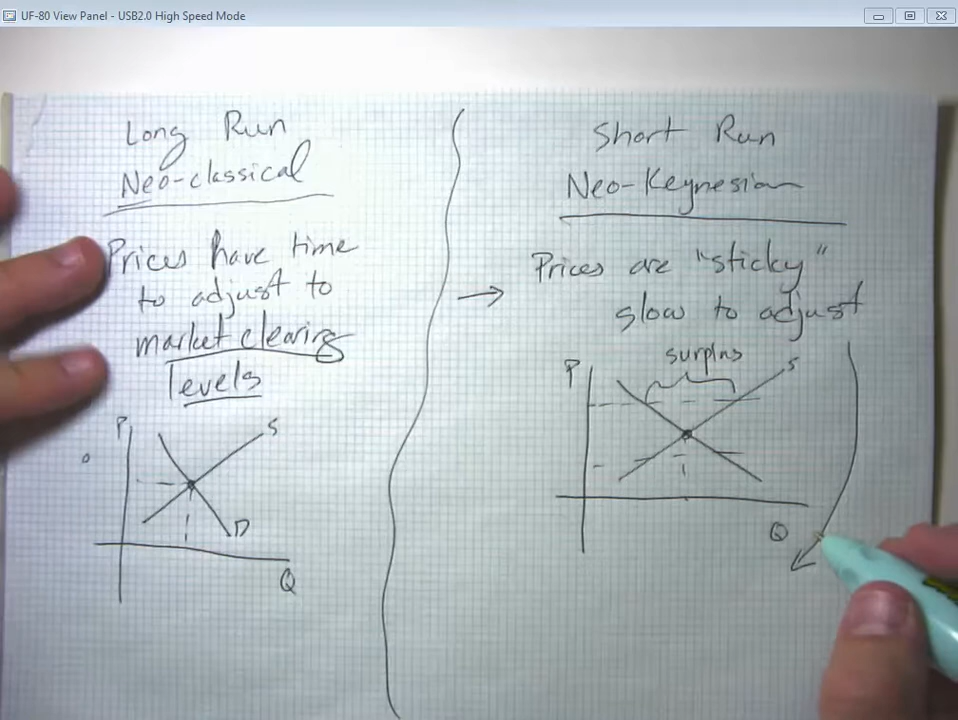 UF-80 View Panel - USB2.0 High Speed Mode
Long Run
Neo-classical
Prices have time
to adjust to
market clearing
levels
P
S
D
Q
Short Run
Neo-Keynesian
Prices are "sticky"
slow to adjust
surplus
P
S
Q